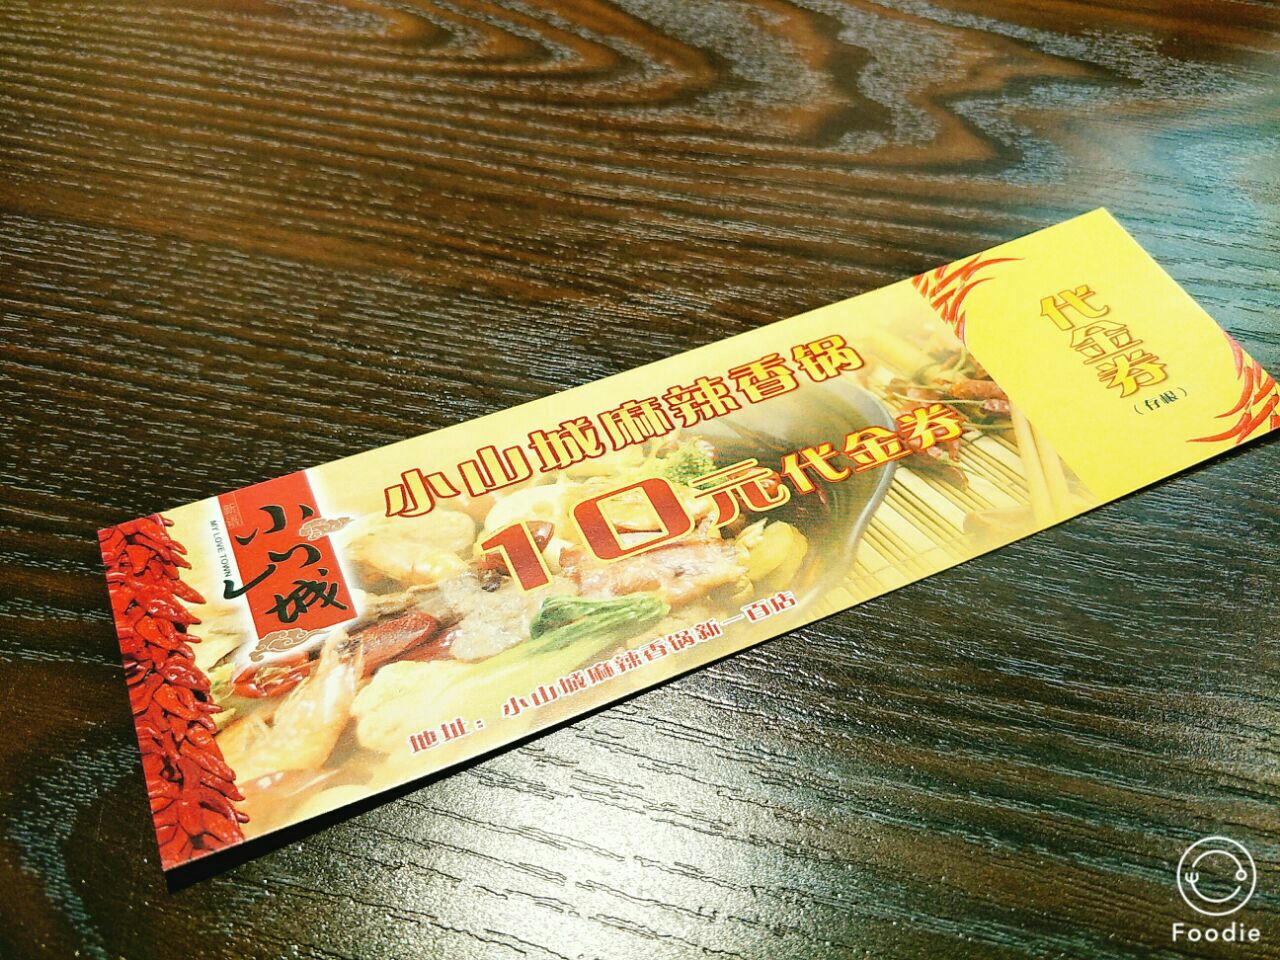 小山城麻辣香锅
10元代金券
小山城
MY LOVE TOWN
地址：小山城麻辣香锅新一百店
代金券
（存根）
Foodie